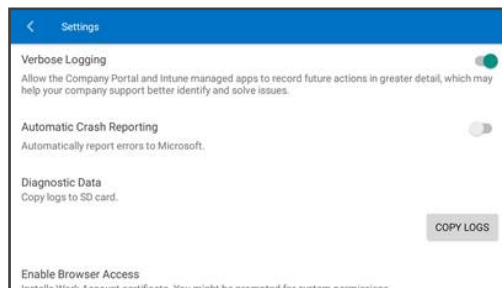 Settings
Verbose Logging
Allow the Company Portal and Intune managed apps to record future actions in greater detail, which may
help your company support better identify and solve issues.
Automatic Crash Reporting
Automatically report errors to Microsoft.
Diagnostic Data
Copy logs to SD card.
COPY LOGS
Enable Browser Access
Installs Work Account certificate. You might be prompted for system permissions.